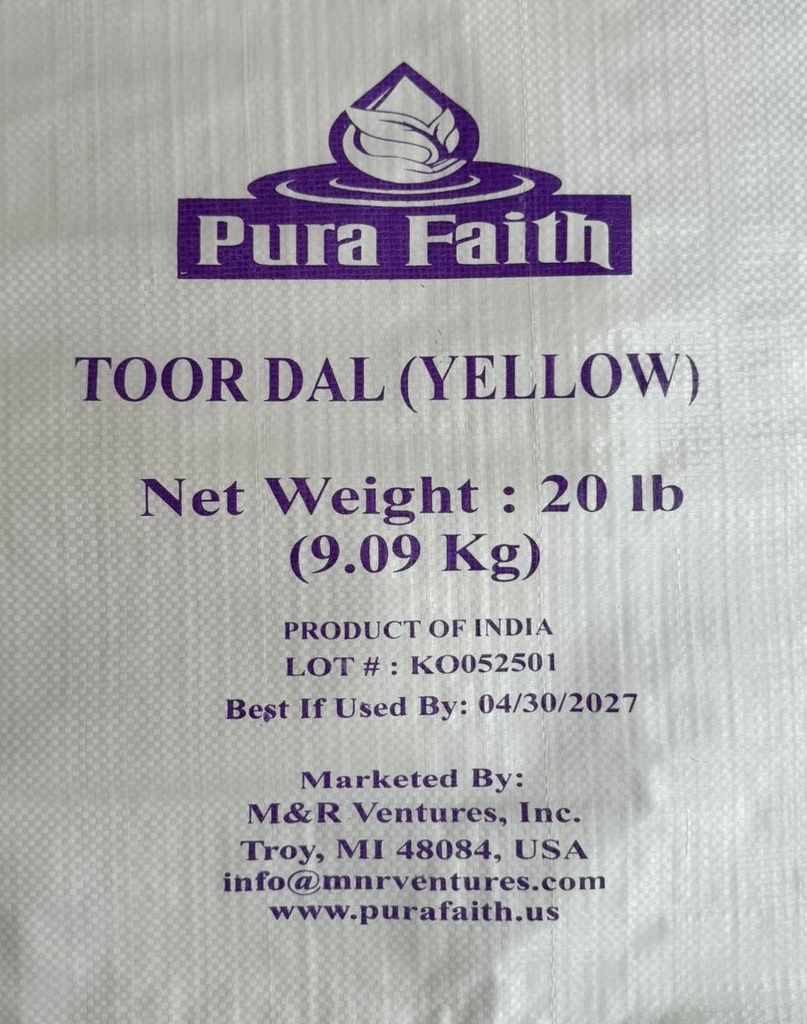 Pura Faith
TOOR DAL (YELLOW)
Net Weight : 20 lb
(9.09 Kg)
PRODUCT OF INDIA
LOT # : KO052501
Best If Used By: 04/30/2027
Marketed By:
M&R Ventures, Inc.
Troy, MI 48084, USA
info@mnrventures.com
www.purafaith.us